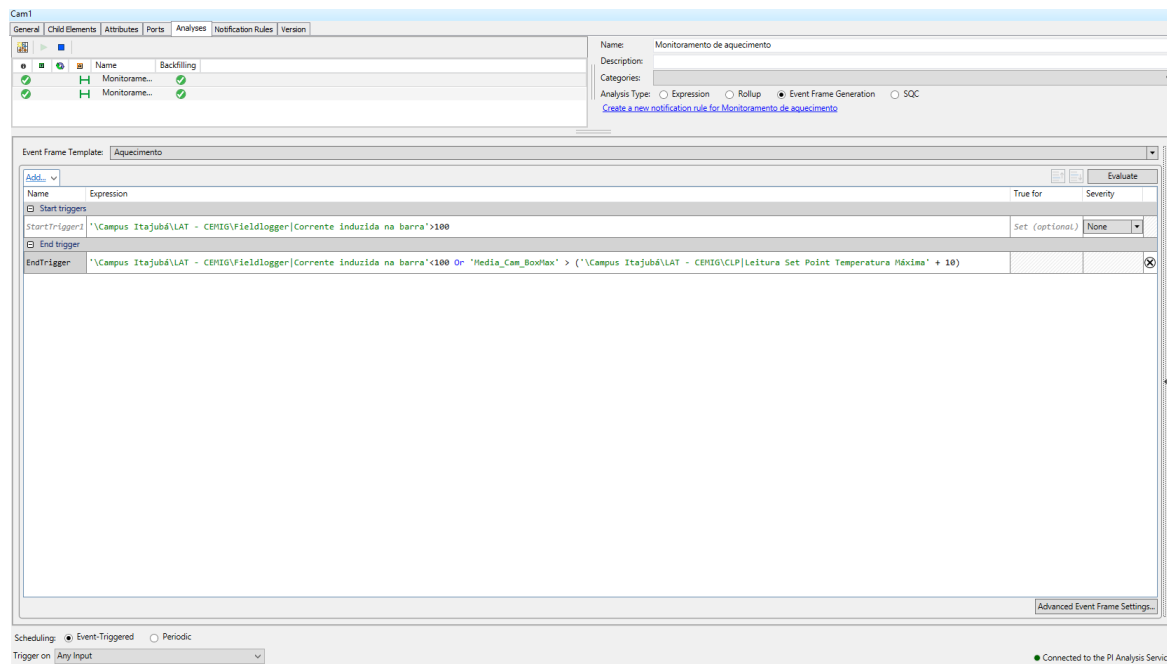 Cam1
General Child Elements Attributes Ports Analyses Notification Rules Version
Name: Monitoramento de aquecimento
Description:
Categories:
Analysis Type: Expression Rollup Event Frame Generation SQC
Create a new notification rule for Monitoramento de aquecimento
Name Backfilling
Monitorame...
Monitorame...
Event Frame Template: Aquecimento
Add... Evaluate
Name Expression True for Severity
Start triggers
StartTrigger1 '\Campus Itajubá\LAT - CEMIG\Fieldlogger|Corrente induzida na barra'>100 Set (optional) None
End trigger
EndTrigger '\Campus Itajubá\LAT - CEMIG\Fieldlogger|Corrente induzida na barra'<100 Or 'Media_Cam_BoxMax' > ('\Campus Itajubá\LAT - CEMIG\CLP|Leitura Set Point Temperatura Máxima' + 10)
Advanced Event Frame Settings...
Scheduling: Event-Triggered Periodic
Trigger on Any Input
Connected to the PI Analysis Servic